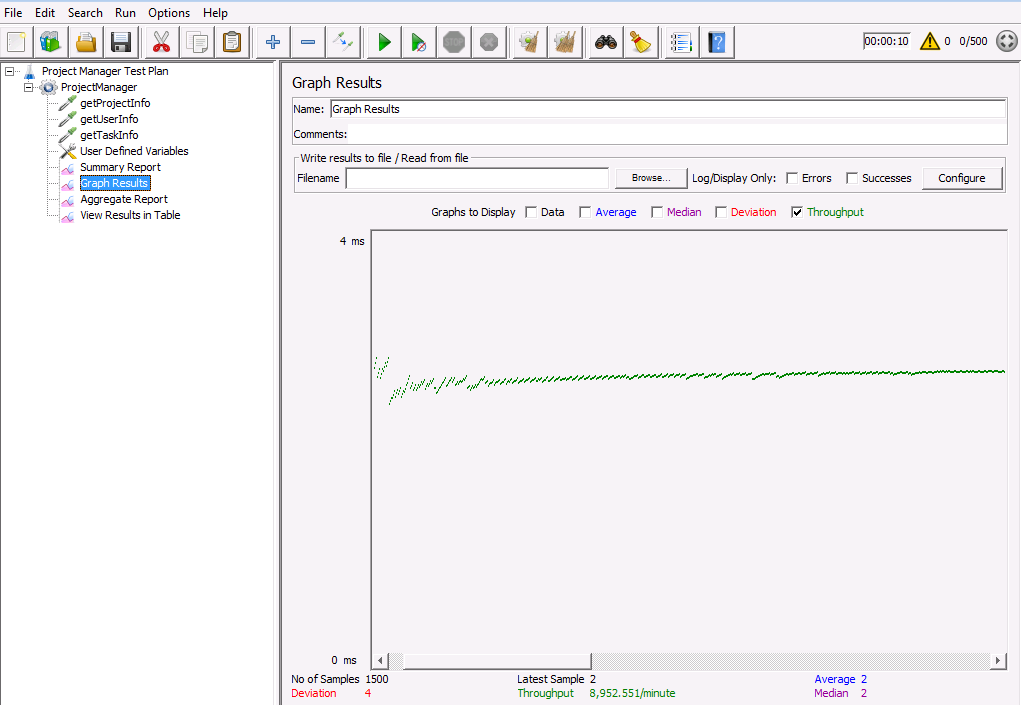 File Edit Search Run Options Help
00:00:10 0 0/500
Project Manager Test Plan
ProjectManager
getProjectInfo
getUserInfo
getTaskInfo
User Defined Variables
Summary Report
Graph Results
Aggregate Report
View Results in Table
Graph Results
Name: Graph Results
Comments:
Write results to file / Read from file
Filename Browse... Log/Display Only: Errors Successes Configure
Graphs to Display Data Average Median Deviation Throughput
4 ms
0 ms
No of Samples 1500 Latest Sample 2 Average 2
Deviation 4 Throughput 8,952.551/minute Median 2